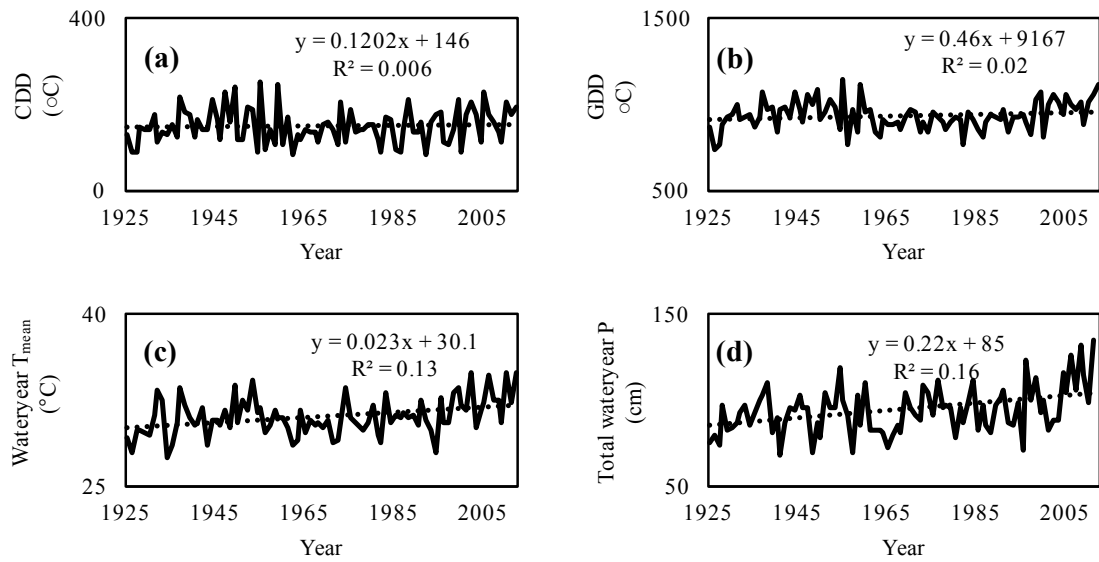 400
(a)
y = 0.1202x + 146
R² = 0.006
CDD
(oC)
0
1925 1945 1965 1985 2005
Year
1500
(b)
y = 0.46x + 9167
R² = 0.02
GDD
oC)
500
1925 1945 1965 1985 2005
Year
40
(c)
y = 0.023x + 30.1
R² = 0.13
Wateryear Tmean
(°C)
25
1925 1945 1965 1985 2005
Year
150
(d)
y = 0.22x + 85
R² = 0.16
Total wateryear P
(cm)
50
1925 1945 1965 1985 2005
Year